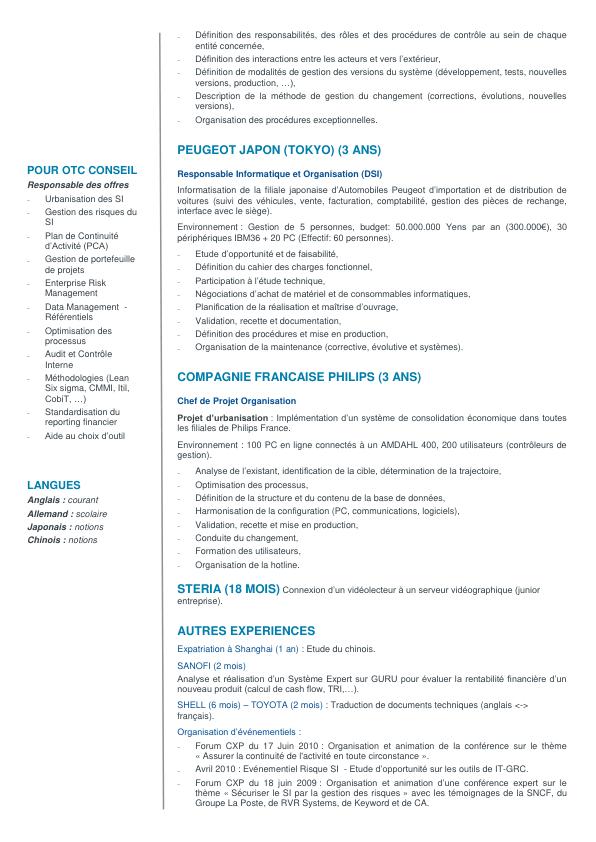 - Définition des responsabilités, des rôles et des procédures de contrôle au sein de chaque
entité concernée,
- Définition des interactions entre les acteurs et vers l'extérieur,
- Définition de modalités de gestion des versions du système (développement, tests, nouvelles
versions, production, …),
- Description de la méthode de gestion du changement (corrections, évolutions, nouvelles
versions),
- Organisation des procédures exceptionnelles.
PEUGEOT JAPON (TOKYO) (3 ANS)
Responsable Informatique et Organisation (DSI)
Informatisation de la filiale japonaise d'Automobiles Peugeot d'importation et de distribution de
voitures (suivi des véhicules, vente, facturation, comptabilité, gestion des pièces de rechange,
interface avec le siège).
Environnement : Gestion de 5 personnes, budget: 50.000.000 Yens par an (300.000€), 30
périphériques IBM36 + 20 PC (Effectif: 60 personnes).
- Etude d'opportunité et de faisabilité,
- Définition du cahier des charges fonctionnel,
- Participation à l'étude technique,
- Négociations d'achat de matériel et de consommables informatiques,
- Planification de la réalisation et maîtrise d'ouvrage,
- Validation, recette et documentation,
- Définition des procédures et mise en production,
- Organisation de la maintenance (corrective, évolutive et systèmes).
COMPAGNIE FRANCAISE PHILIPS (3 ANS)
Chef de Projet Organisation
Projet d'urbanisation : Implémentation d'un système de consolidation économique dans toutes
les filiales de Philips France.
Environnement : 100 PC en ligne connectés à un AMDAHL 400, 200 utilisateurs (contrôleurs de
gestion).
- Analyse de l'existant, identification de la cible, détermination de la trajectoire,
- Optimisation des processus,
- Définition de la structure et du contenu de la base de données,
- Harmonisation de la configuration (PC, communications, logiciels),
- Validation, recette et mise en production,
- Conduite du changement,
- Formation des utilisateurs,
- Organisation de la hotline.
STERIA (18 MOIS) Connexion d'un vidéolecteur à un serveur vidéographique (junior
entreprise).
AUTRES EXPERIENCES
Expatriation à Shanghai (1 an) : Etude du chinois.
SANOFI (2 mois)
Analyse et réalisation d'un Système Expert sur GURU pour évaluer la rentabilité financière d'un
nouveau produit (calcul de cash flow, TRI,…).
SHELL (6 mois) – TOYOTA (2 mois) : Traduction de documents techniques (anglais <->
français).
Organisation d'événementiels :
- Forum CXP du 17 Juin 2010 : Organisation et animation de la conférence sur le thème
« Assurer la continuité de l'activité en toute circonstance ».
- Avril 2010 : Evénementiel Risque SI - Etude d'opportunité sur les outils de IT-GRC.
- Forum CXP du 18 juin 2009 : Organisation et animation d'une conférence expert sur le
thème « Sécuriser le SI par la gestion des risques » avec les témoignages de la SNCF, du
Groupe La Poste, de RVR Systems, de Keyword et de CA.
POUR OTC CONSEIL
Responsable des offres
- Urbanisation des SI
- Gestion des risques du
SI
- Plan de Continuité
d'Activité (PCA)
- Gestion de portefeuille
de projets
- Enterprise Risk
Management
- Data Management -
Référentiels
- Optimisation des
processus
- Audit et Contrôle
Interne
- Méthodologies (Lean
Six sigma, CMMI, Itil,
CobiT, …)
- Standardisation du
reporting financier
- Aide au choix d'outil
LANGUES
Anglais : courant
Allemand : scolaire
Japonais : notions
Chinois : notions